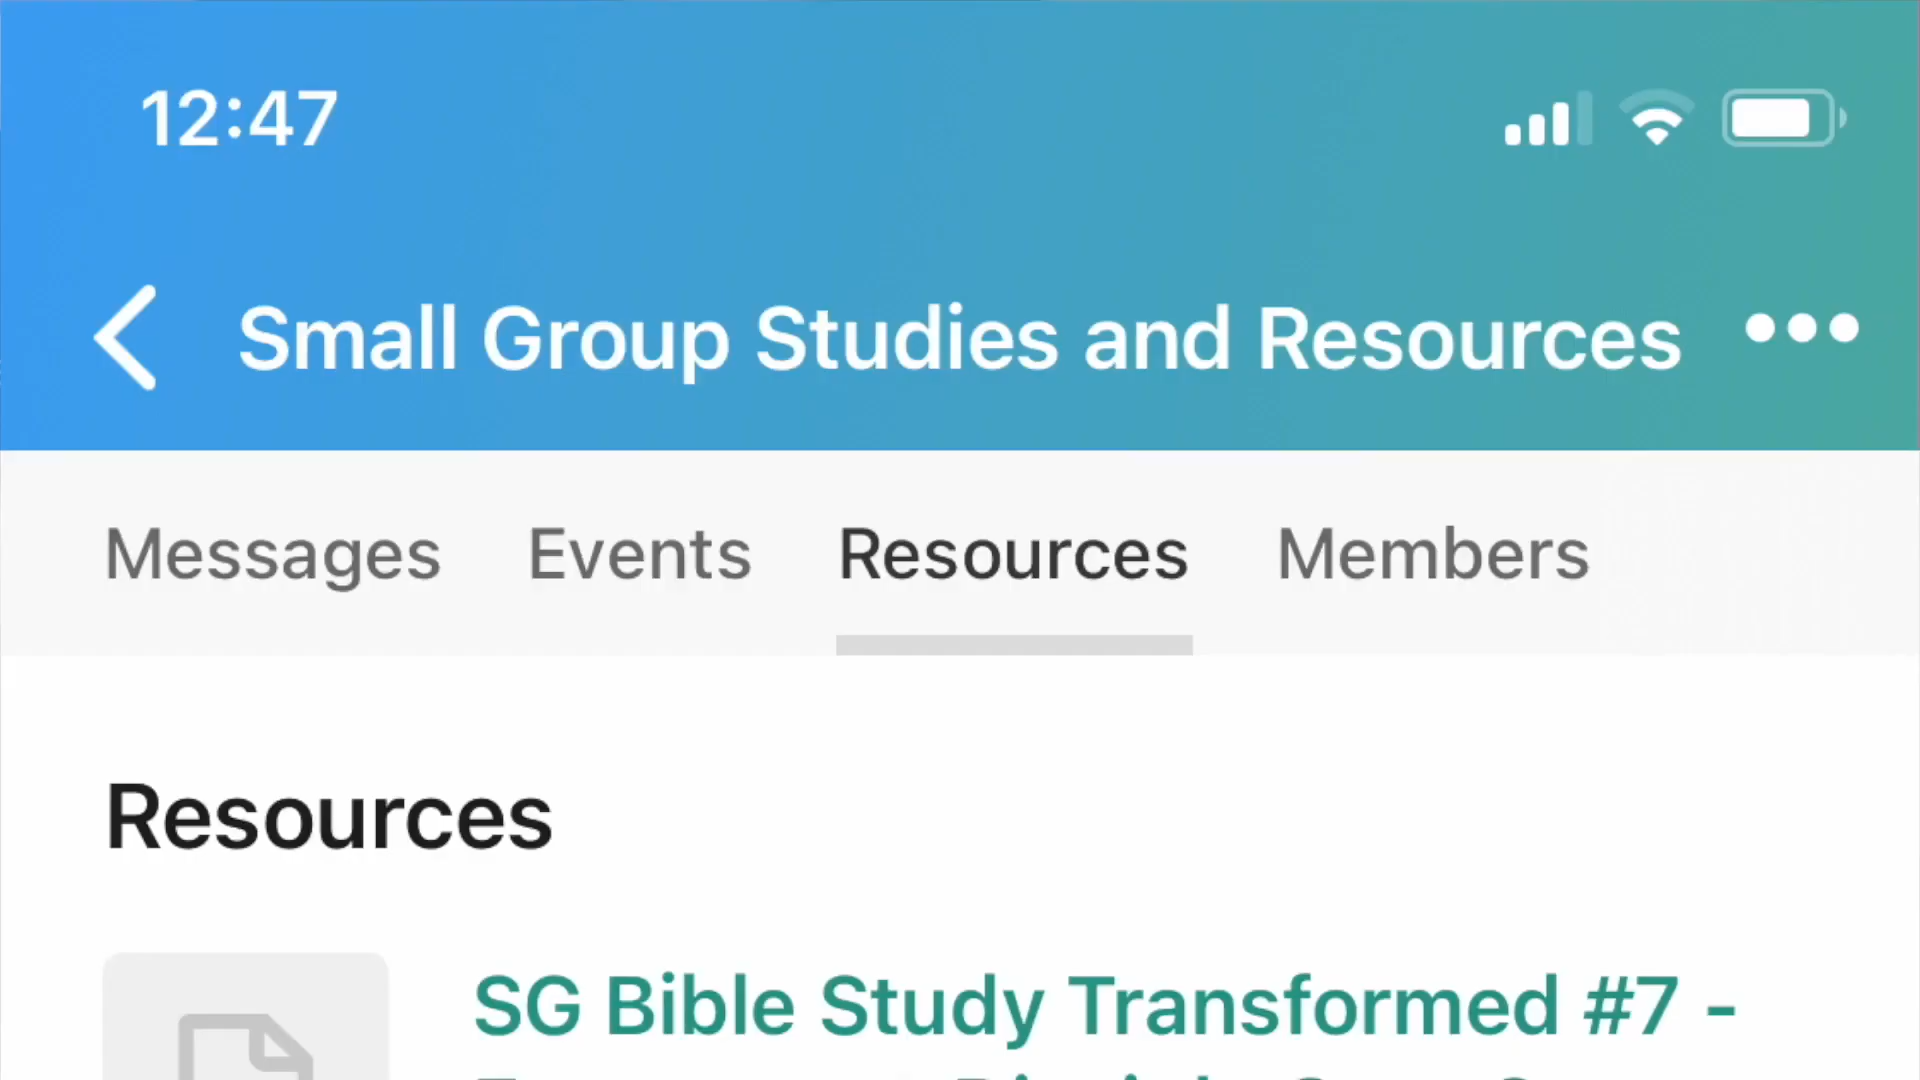 12:47
Small Group Studies and Resources
Messages Events Resources Members
Resources
SG Bible Study Transformed #7 -